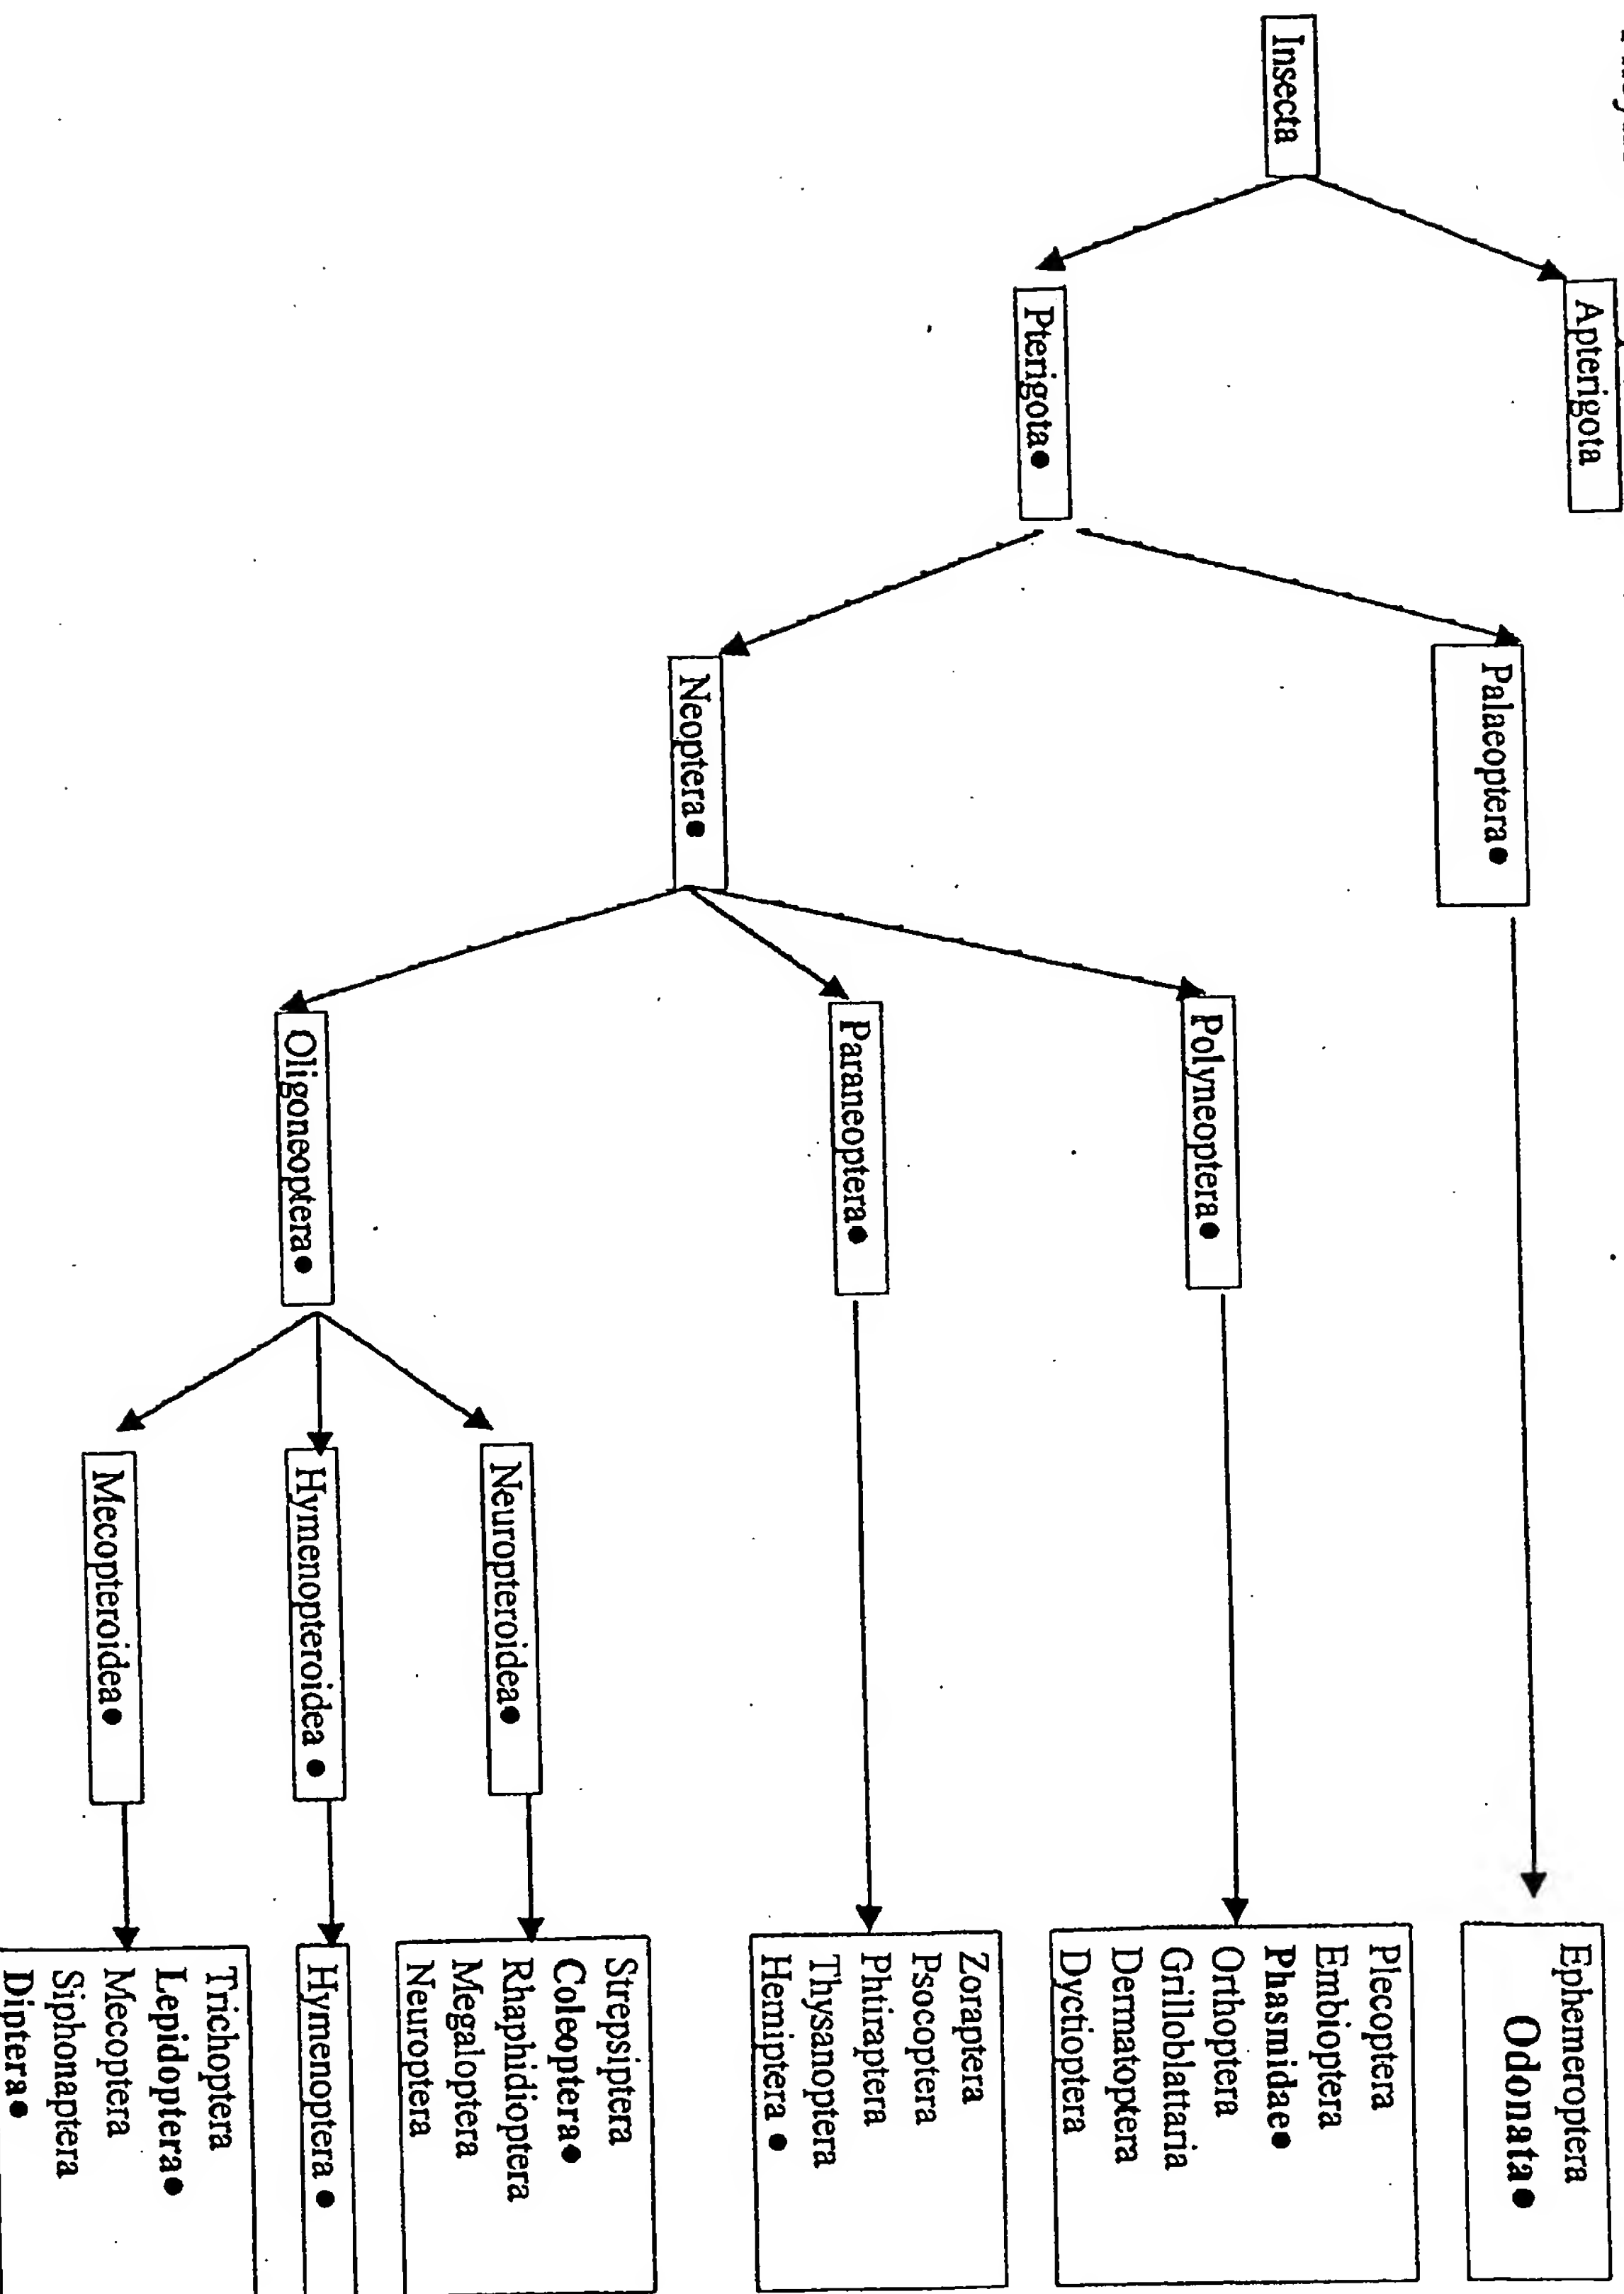 Insecta
Apterigota
Pterigota●
Palaeoptera●
Neoptera●
Polyneoptera●
Paraneoptera●
Oligoneoptera●
Neuropteroidea●
Hymenopteroidea ●
Mecopteroidea●
Ephemeroptera
Odonata●
Plecoptera
Embioptera
Phasmidae●
Orthoptera
Grilloblattaria
Dermatoptera
Dyctioptera
Zoraptera
Psocoptera
Phtiraptera
Thysanoptera
Hemiptera ●
Strepsiptera
Coleoptera●
Rhaphidioptera
Megaloptera
Neuroptera
Hymenoptera ●
Trichoptera
Lepidoptera●
Mecoptera
Siphonaptera
Diptera●